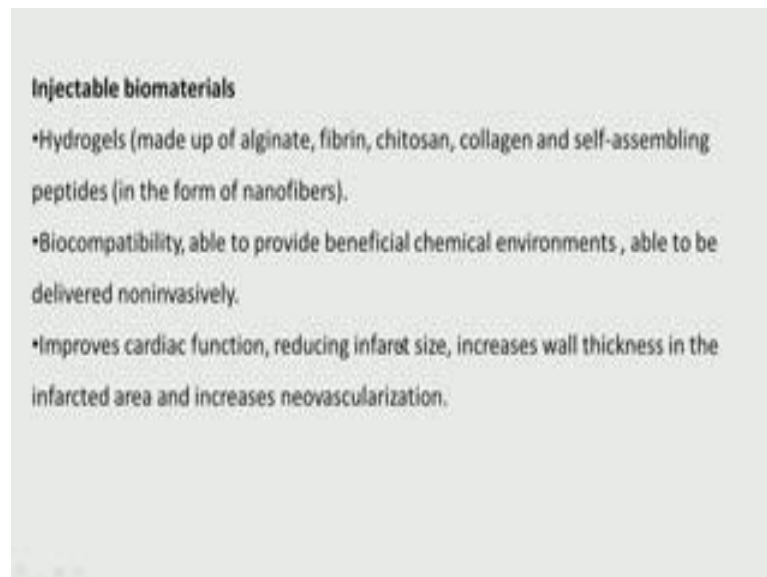 Injectable biomaterials
•Hydrogels (made up of alginate, fibrin, chitosan, collagen and self-assembling
peptides (in the form of nanofibers).
•Biocompatibility, able to provide beneficial chemical environments , able to be
delivered noninvasively.
•Improves cardiac function, reducing infarct size, increases wall thickness in the
infarcted area and increases neovascularization.